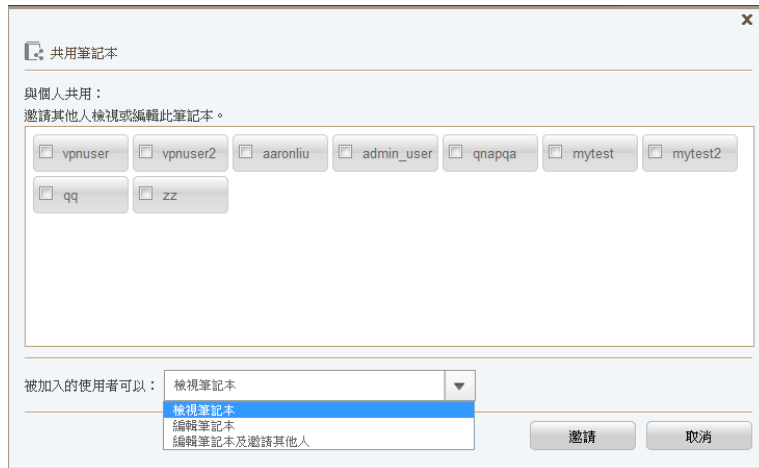 x
共用筆記本
與個人共用：
邀請其他人檢視或編輯此筆記本。
vpnuser vpnuser2 aaronliu admin_user qnapqa mytest mytest2
qq zz
被加入的使用者可以： 檢視筆記本
檢視筆記本
編輯筆記本
編輯筆記本及邀請其他人
邀請 取消